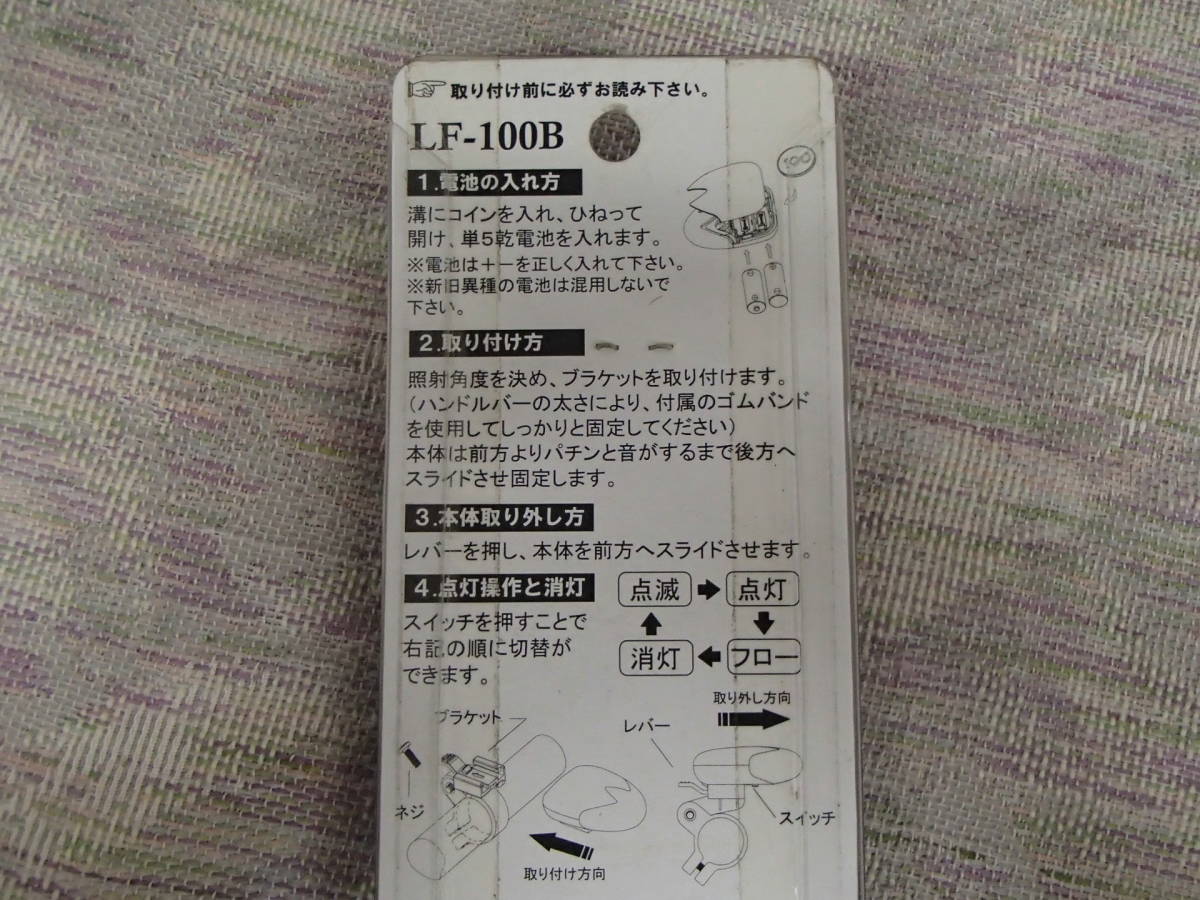 取り付け前に必ずお読み下さい。
LF-100B
1.電池の入れ方
溝にコインを入れ、ひねって
開け、単5乾電池を入れます。
※電池は+−を正しく入れて下さい。
※新旧異種の電池は混用しないで
下さい。
100
2.取り付け方
照射角度を決め、ブラケットを取り付けます。
(ハンドルバーの太さにより、付属のゴムバンド
を使用してしっかりと固定してください)
本体は前方よりパチンと音がするまで後方へ
スライドさせ固定します。
3.本体取り外し方
レバーを押し、本体を前方へスライドさせます。
4.点灯操作と消灯
スイッチを押すことで
右記の順に切替が
できます。
点滅
点灯
消灯
フロー
取り外し方向
ブラケット
レバー
ネジ
スイッチ
取り付け方向